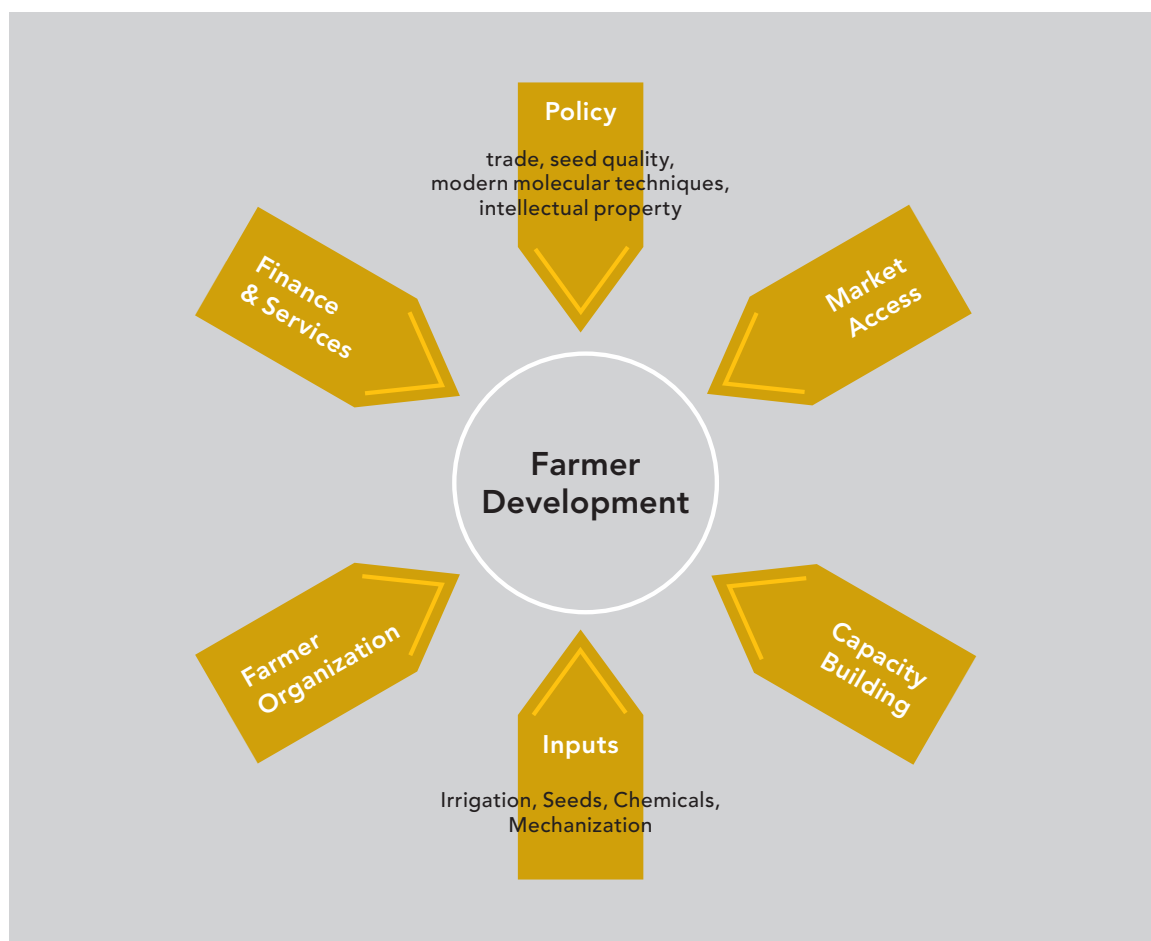 Policy
trade, seed quality,
modern molecular techniques,
intellectual property
Finance
& Services
Market
Access
Farmer
Development
Farmer
Organization
Capacity
Building
Inputs
Irrigation, Seeds, Chemicals,
Mechanization